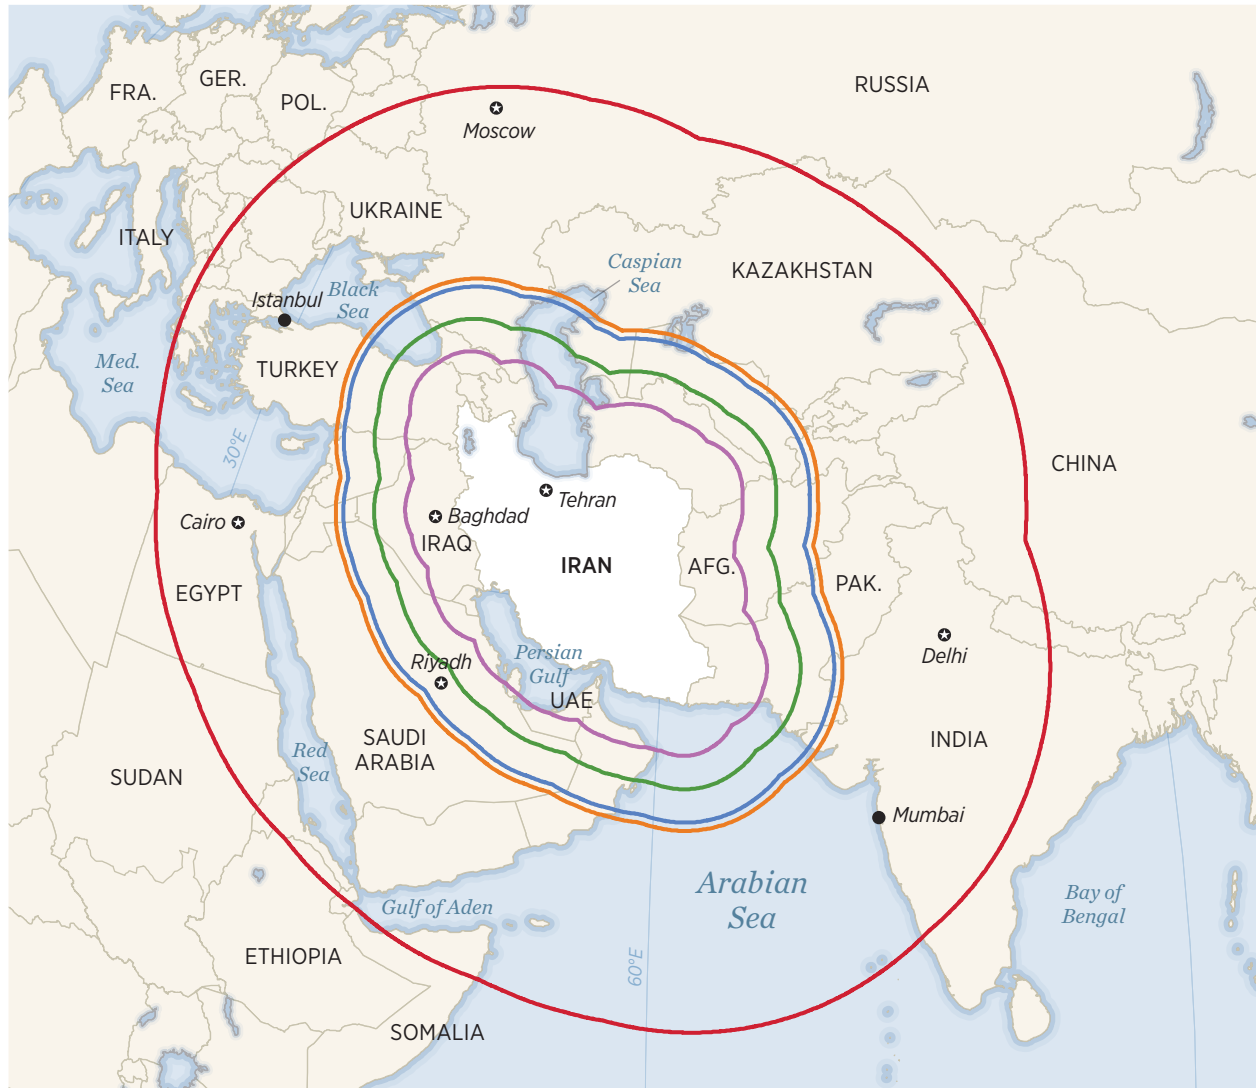 RUSSIA
GER.
FRA.
POL.
Moscow
UKRAINE
ITALY
Caspian
Sea
KAZAKHSTAN
Istanbul
Black
Sea
Med.
Sea
TURKEY
30°E
CHINA
Tehran
Cairo
Baghdad
IRAQ
IRAN
AFG.
PAK.
EGYPT
Delhi
Riyadh
Persian
Gulf
UAE
SAUDI
ARABIA
INDIA
Red
Sea
SUDAN
Mumbai
Arabian
Sea
Bay of
Bengal
Gulf of Aden
ETHIOPIA
60°E
SOMALIA